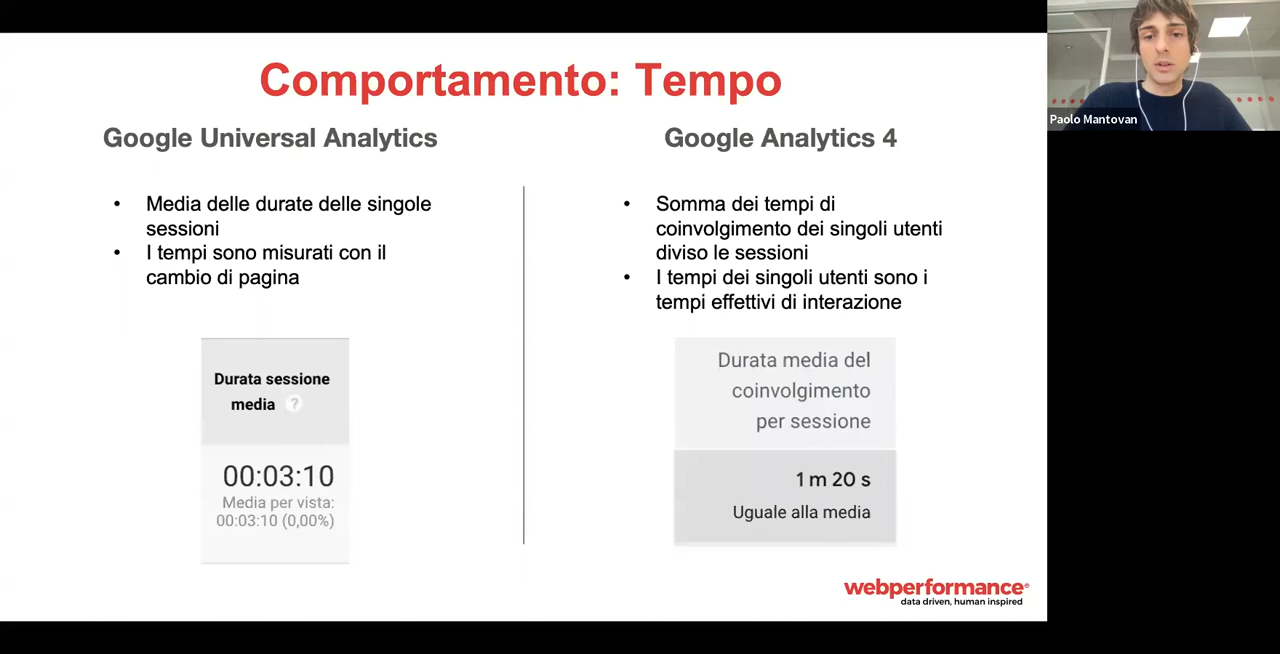 Comportamento: Tempo
Google Universal Analytics
• Media delle durate delle singole
sessioni
• I tempi sono misurati con il
cambio di pagina
Durata sessione
media ?
00:03:10
Media per vista:
00:03:10 (0,00%)
Google Analytics 4
• Somma dei tempi di
coinvolgimento dei singoli utenti
diviso le sessioni
• I tempi dei singoli utenti sono i
tempi effettivi di interazione
Durata media del
coinvolgimento
per sessione
1 m 20 s
Uguale alla media
webperformance®
data driven, human inspired
Paolo Mantovan